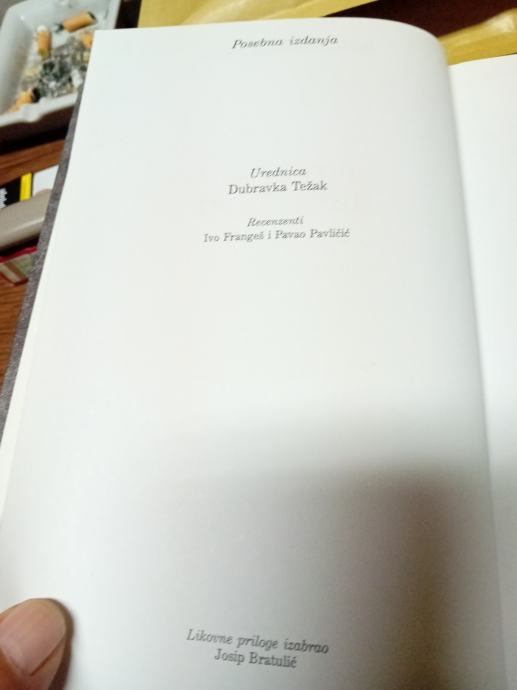 Posebna izdanja
Urednica
Dubravka Težak
Recenzenti
Ivo Frangeš i Pavao Pavličić
Likovne priloge izabrao
Josip Bratulić